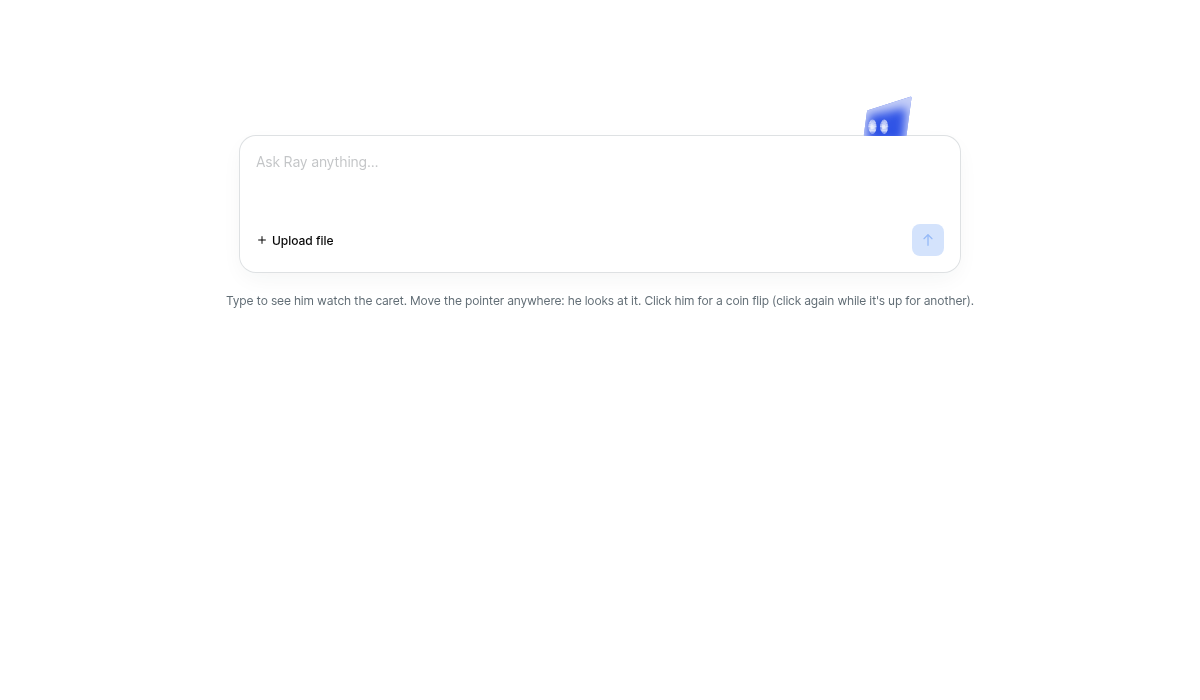 Ask Ray anything...
+ Upload file
Type to see him watch the caret. Move the pointer anywhere: he looks at it. Click him for a coin flip (click again while it's up for another).